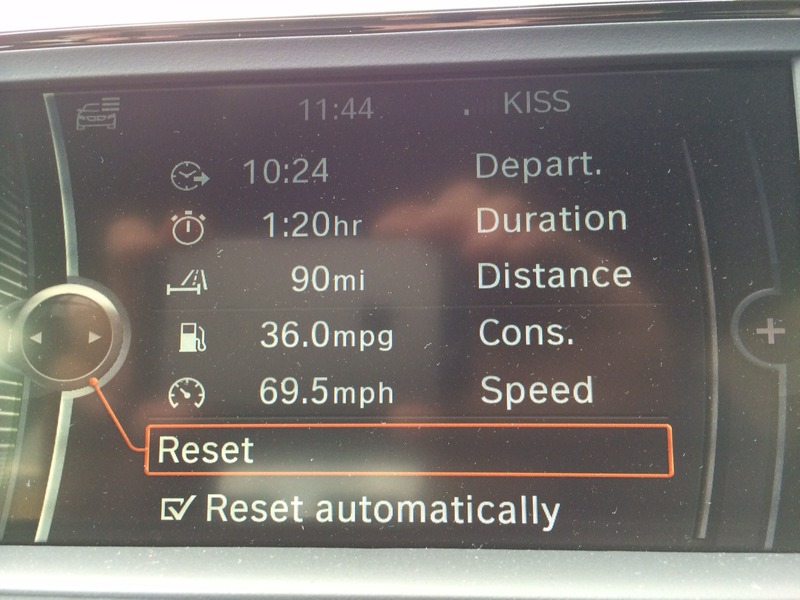 11:44 . KISS
10:24 Depart.
1:20hr Duration
90mi Distance
36.0mpg Cons.
69.5mph Speed
Reset
Reset automatically